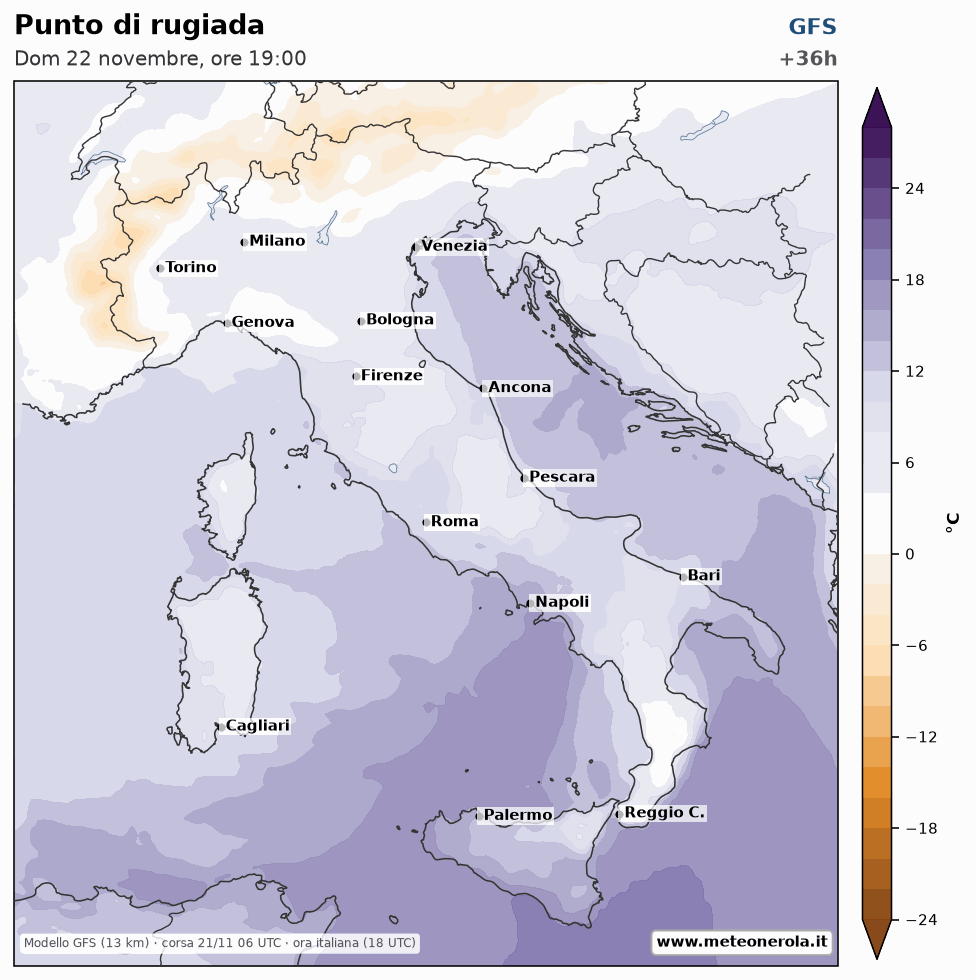 Punto di rugiada
GFS
Dom 22 novembre, ore 19:00
+36h
Milano
Venezia
Torino
Genova
Bologna
Firenze
Ancona
Pescara
Roma
Bari
Napoli
Cagliari
Palermo
Reggio C.
24
18
12
6
0
−6
−12
−18
−24
°C
Modello GFS (13 km) · corsa 21/11 06 UTC · ora italiana (18 UTC)
www.meteonerola.it